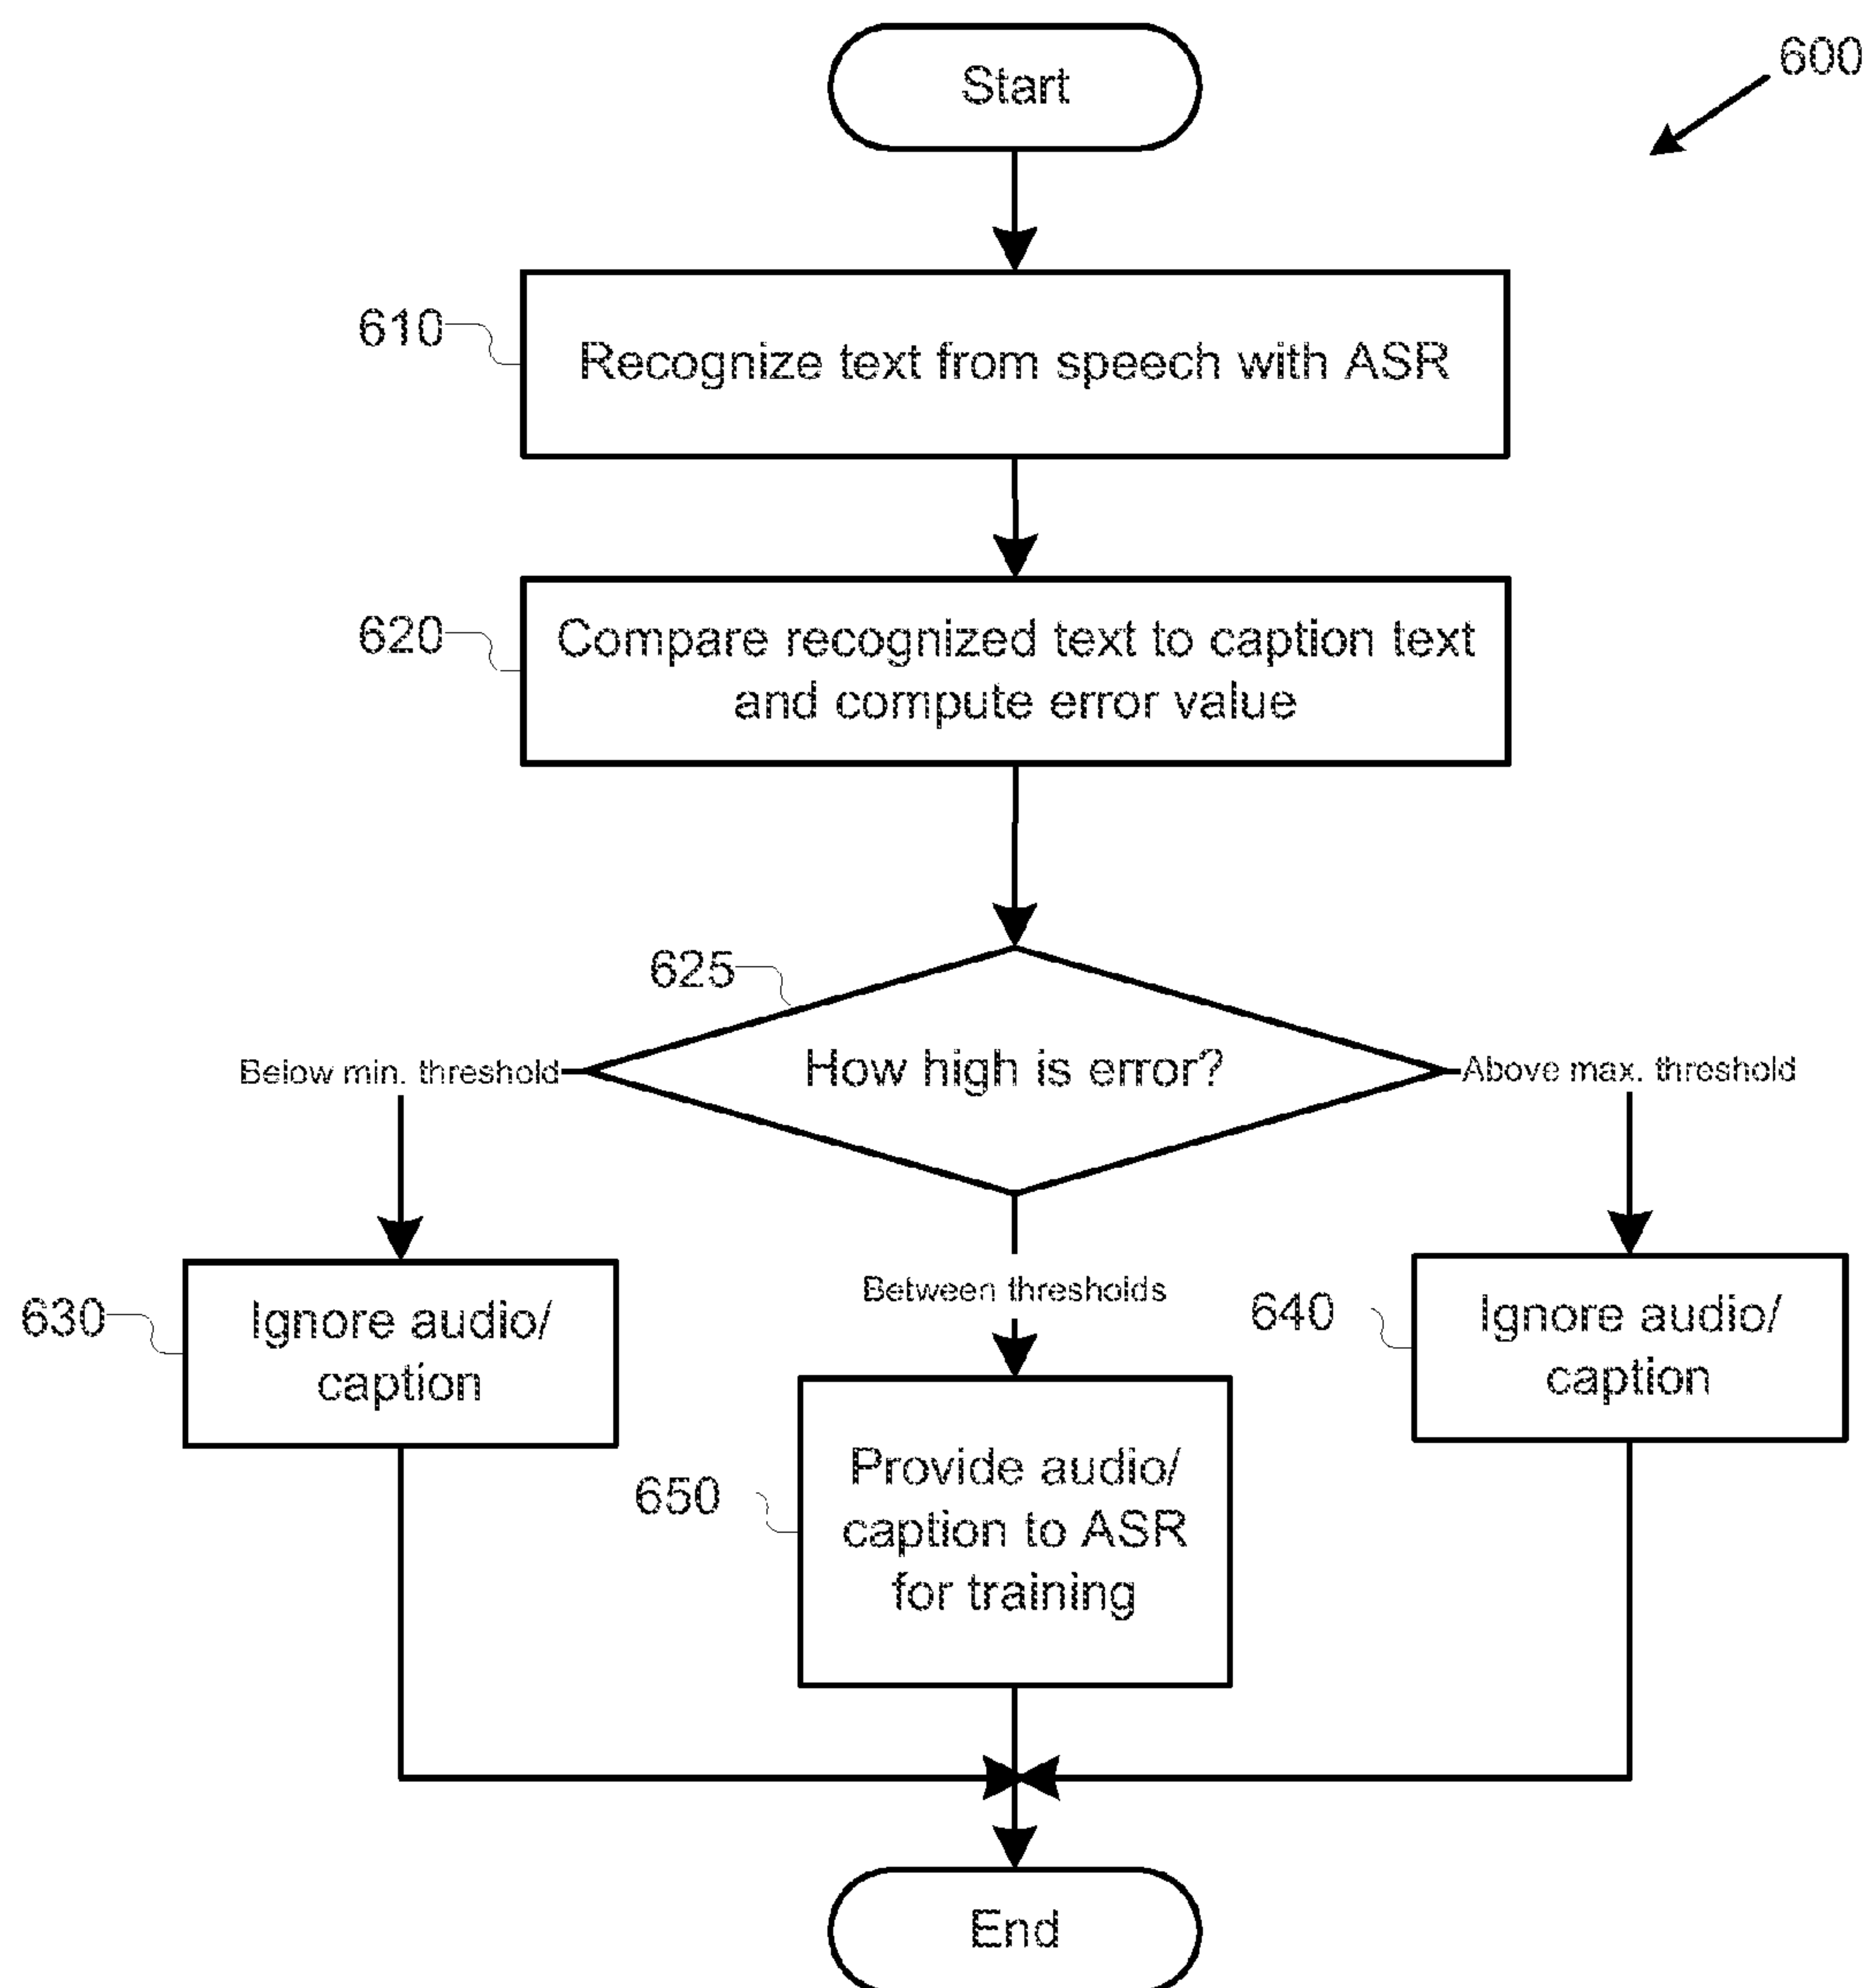 Start
600
610
Recognize text from speech with ASR
620
Compare recognized text to caption text
and compute error value
625
How high is error?
Below min. threshold
Above max. threshold
Between thresholds
630
Ignore audio/
caption
640
Ignore audio/
caption
650
Provide audio/
caption to ASR
for training
End